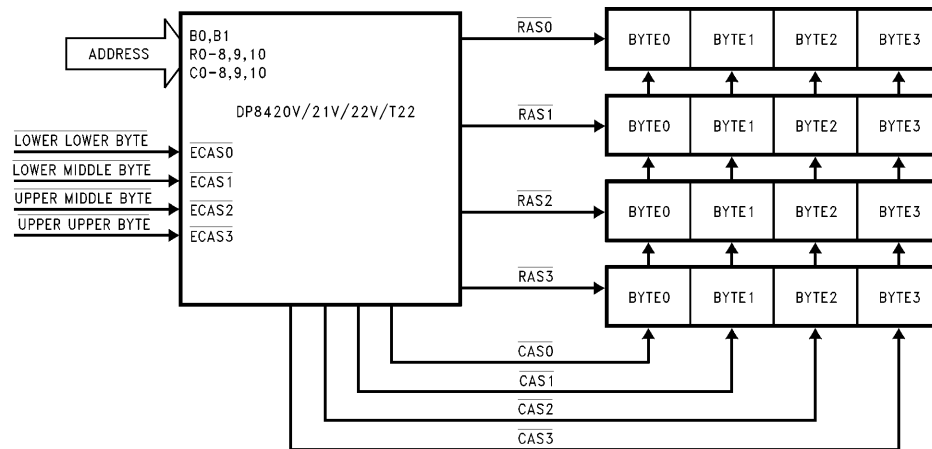 B0,B1
R0-8,9,10
C0-8,9,10
ADDRESS
DP8420V/21V/22V/T22
LOWER LOWER BYTE
LOWER MIDDLE BYTE
UPPER MIDDLE BYTE
UPPER UPPER BYTE
ECAS0
ECAS1
ECAS2
ECAS3
RAS0
BYTE0 BYTE1 BYTE2 BYTE3
RAS1
BYTE0 BYTE1 BYTE2 BYTE3
RAS2
BYTE0 BYTE1 BYTE2 BYTE3
RAS3
BYTE0 BYTE1 BYTE2 BYTE3
CAS0
CAS1
CAS2
CAS3